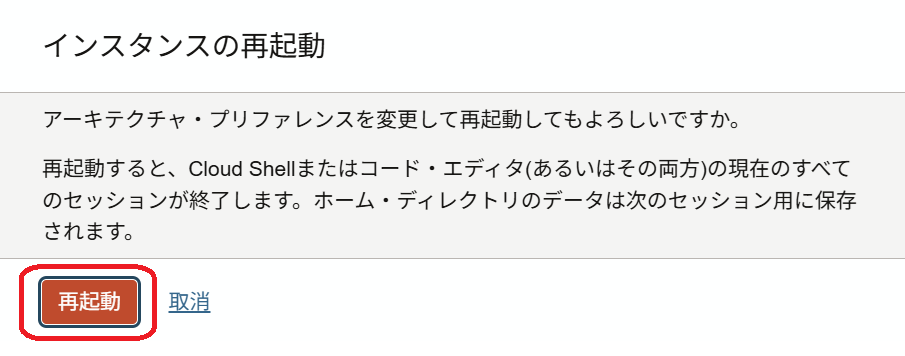 インスタンスの再起動
アーキテクチャ・プリファレンスを変更して再起動してもよろしいですか。
再起動すると、Cloud Shellまたはコード・エディタ(あるいはその両方)の現在のすべて
のセッションが終了します。ホーム・ディレクトリのデータは次のセッション用に保存
されます。
再起動 取消